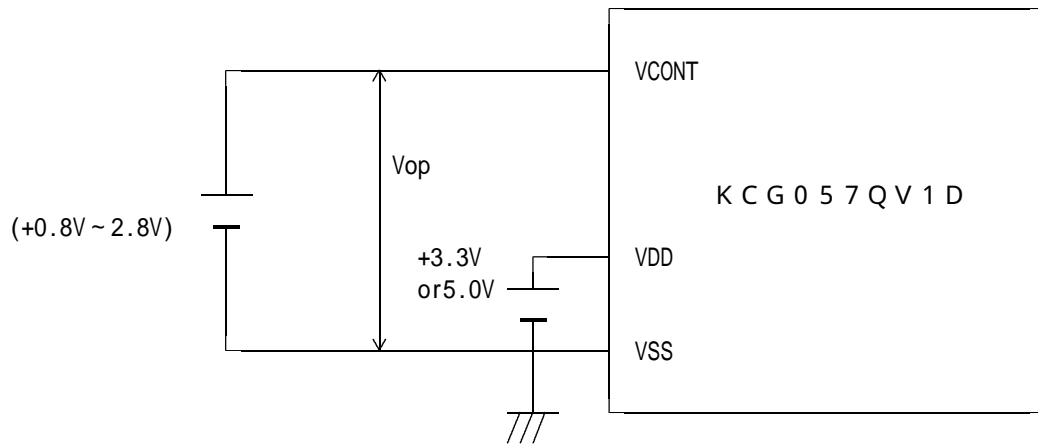 VCONT
Vop
KCG057QV1D
(+0.8V~2.8V)
+3.3V
or5.0V
VDD
VSS